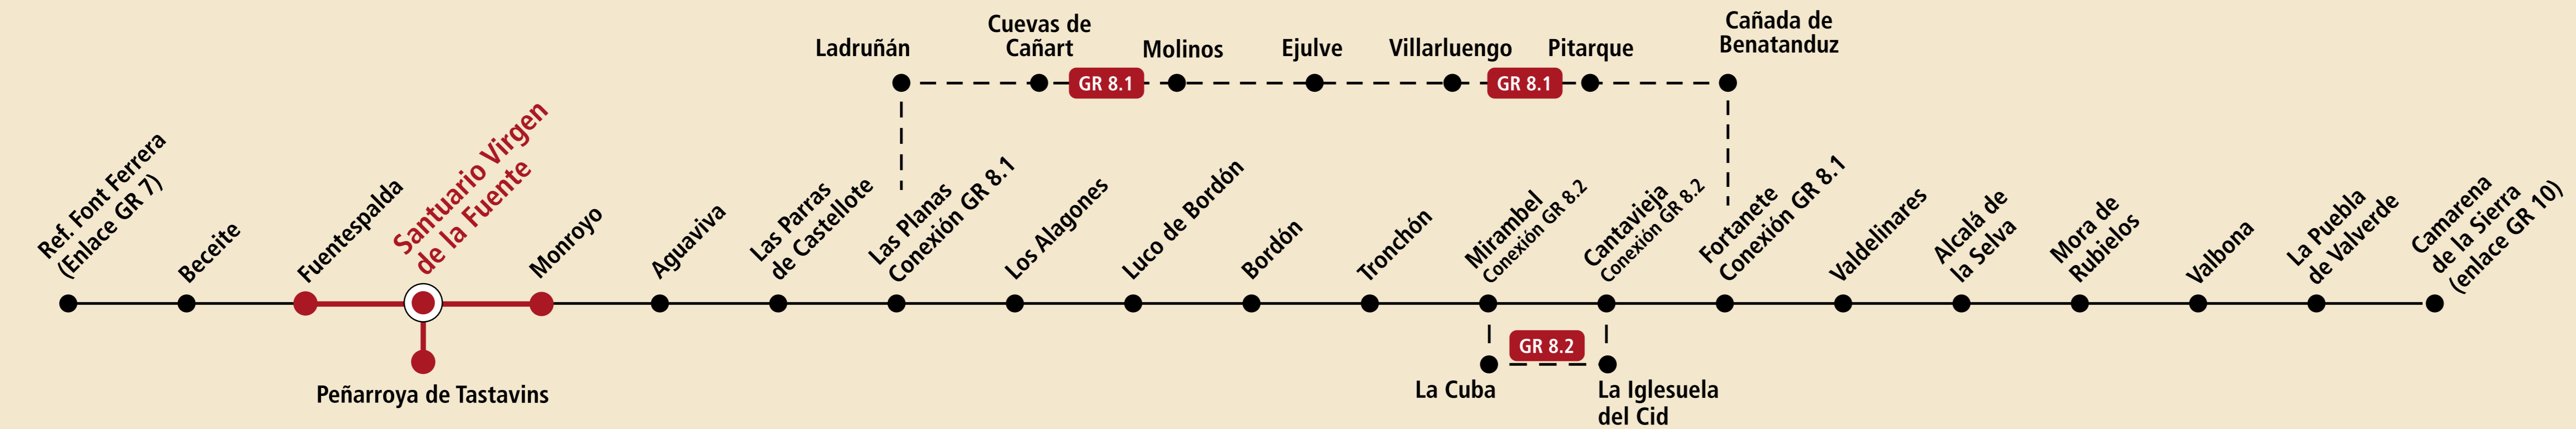 Ladruñán
Cuevas de
Cañart
Molinos
Ejulve
Villarluengo
Pitarque
Cañada de
Benatanduz
GR 8.1
GR 8.1
Ref. Font Ferrera
(Enlace GR 7)
Beceite
Fuentespalda
Santuario Virgen
de la Fuente
Monroyo
Aguaviva
Las Parras
de Castellote
Las Planas
Conexión GR 8.1
Los Alagones
Luco de Bordón
Bordón
Tronchón
Mirambel
Conexión GR 8.2
Cantavieja
Conexión GR 8.2
Fortanete
Conexión GR 8.1
Valdelinares
Alcalá de
la Selva
Mora de
Rubielos
Valbona
La Puebla
de Valverde
Camarena
de la Sierra
(enlace GR 10)
Peñarroya de Tastavins
GR 8.2
La Cuba
La Iglesuela
del Cid